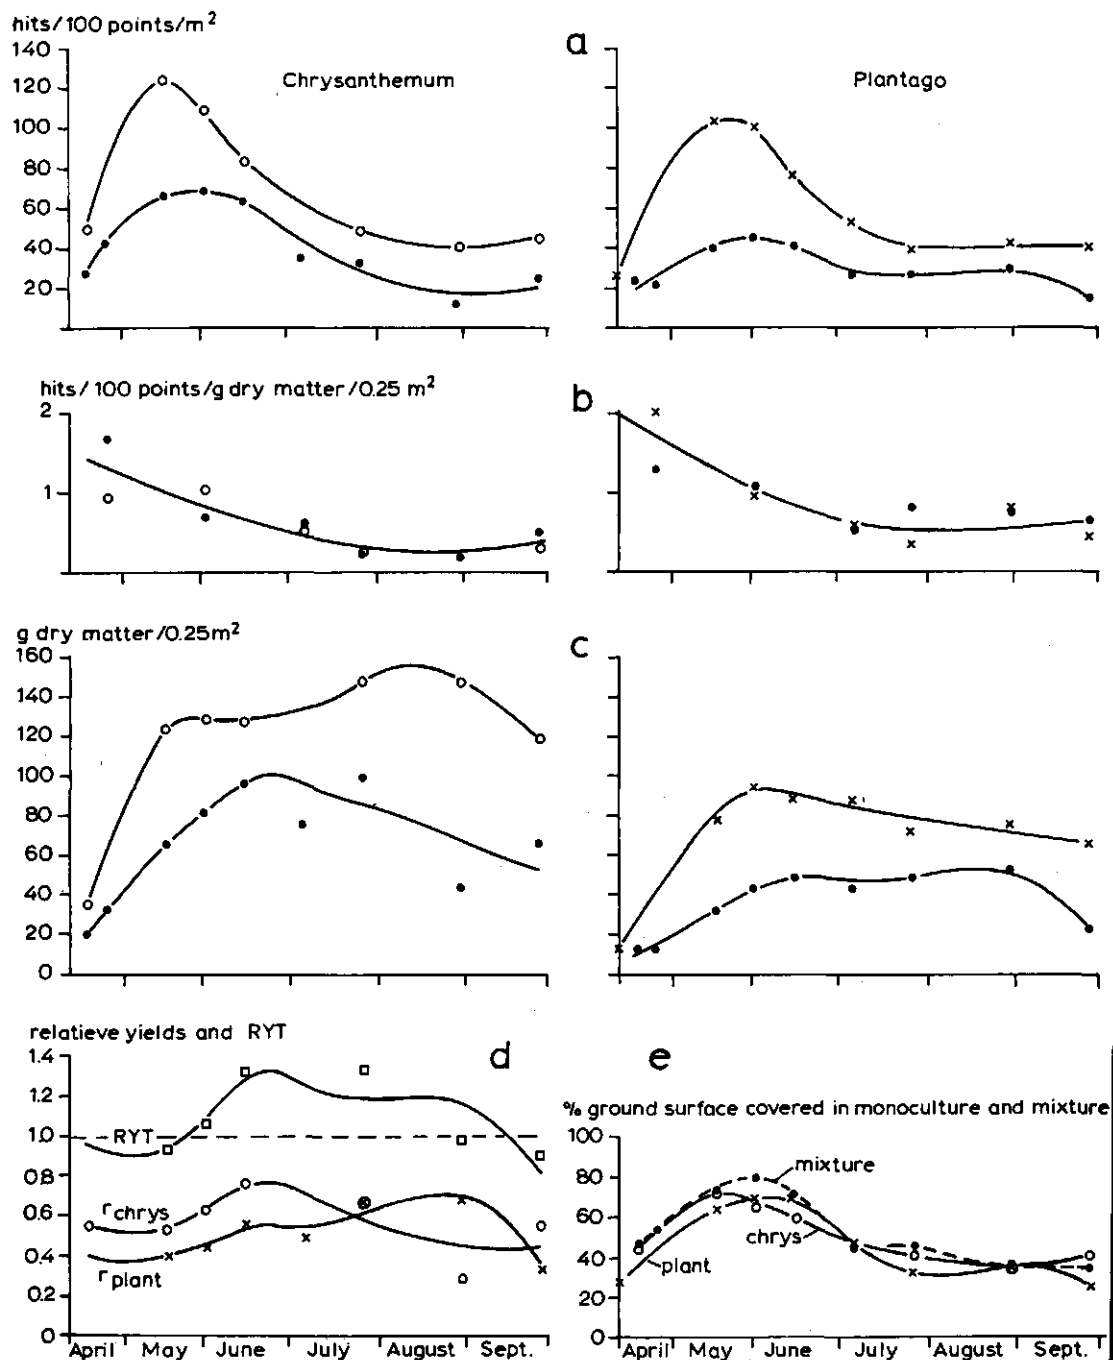 hits/100 points/m²
a
140
120
100
80
60
40
20
Chrysanthemum
Plantago
hits/100 points/g dry matter/0.25 m²
b
2
1
g dry matter/0.25m²
c
160
140
120
100
80
60
40
20
0
relatieve yields and RYT
d
1.4
1.2
1.0
0.8
0.6
0.4
0.2
0
RYT
rchrys
rplant
April May June July August Sept.
e
% ground surface covered in monoculture and mixture
100
80
60
40
20
0
mixture
chrys
plant
April May June July August Sept.